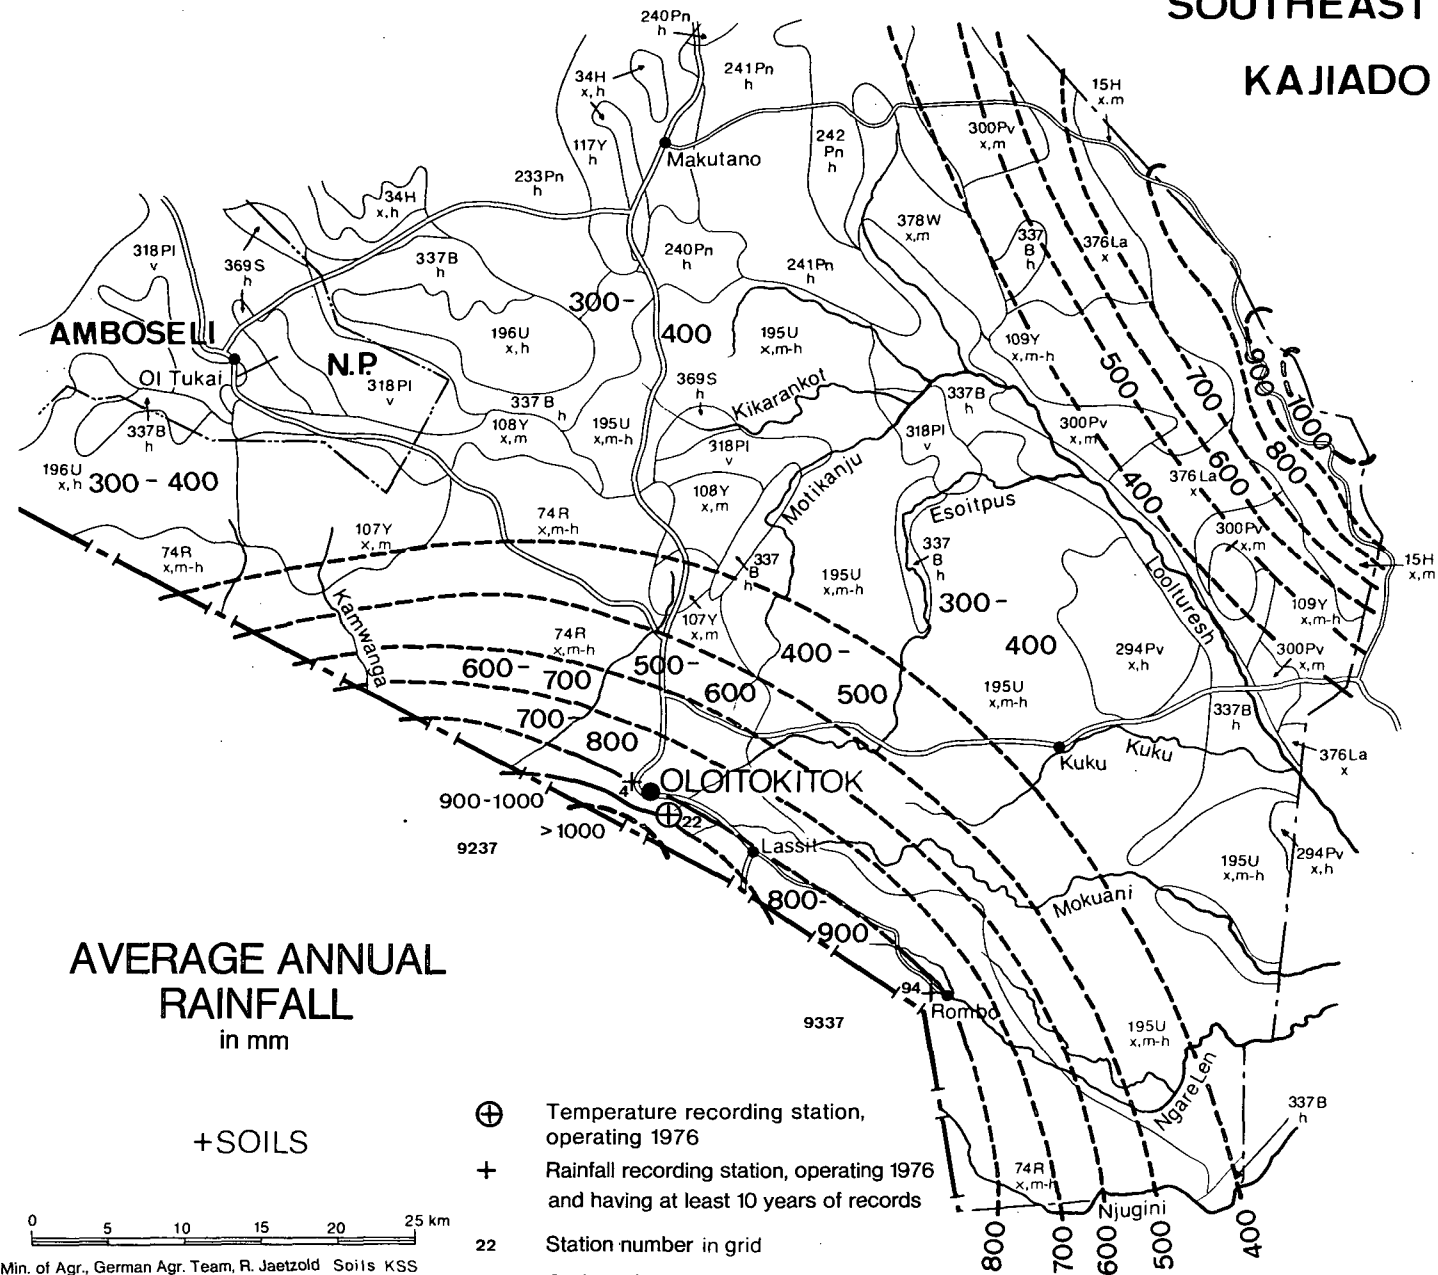 SOUTHEAST
KAJIADO
240Pn
h
34H
x,h
241Pn
h
15H
x.m
117Y
h
Makutano
242
Pn
h
300Pv
x,m
233Pn
h
34H
x,h
378W
x,m
337
B
h
376La
x
318Pl
v
369S
h
337B
h
240Pn
h
241Pn
h
300-
400
AMBOSELI
N.P.
Ol Tukai
196U
x,h
195U
x,m-h
109Y
x,m-h
500
700
900
1000
318Pl
v
369S
h
Kikarankot
337B
h
337B
h
337 B
h
108Y
x,m
195U
x,m-h
318Pl
v
318Pl
v
300Pv
x,m
600
800
196U
x,h
300-400
108Y
x,m
Motikanju
Esoitpus
400
376La
x
300Pv
x,m
74R
x,m-h
107Y
x,m
74R
x,m-h
337
B
h
195U
x,m-h
337
B
h
Loolturesh
15H
x,m
Kamwanga
107Y
x,m
300-
400
109Y
x,m-h
74R
x,m-h
600-
700
500-
600
400-
500
195U
x,m-h
294Pv
x,h
300Pv
x,m
337B
h
700-
800
Kuku
Kuku
376La
x
4
OLOITOKITOK
900-1000
>1000
22
9237
Lassit
195U
x,m-h
294Pv
x,h
800-
900
Mokuani
94
Rombo
9337
AVERAGE ANNUAL
RAINFALL
in mm
195U
x,m-h
Ngare Len
337B
h
74R
x,m-h
Njugini
800
700
600
500
400
+SOILS
Temperature recording station,
operating 1976
Rainfall recording station, operating 1976
and having at least 10 years of records
22 Station number in grid
0 5 10 15 20 25 km
Min. of Agr., German Agr. Team, R. Jaetzold Soils KSS